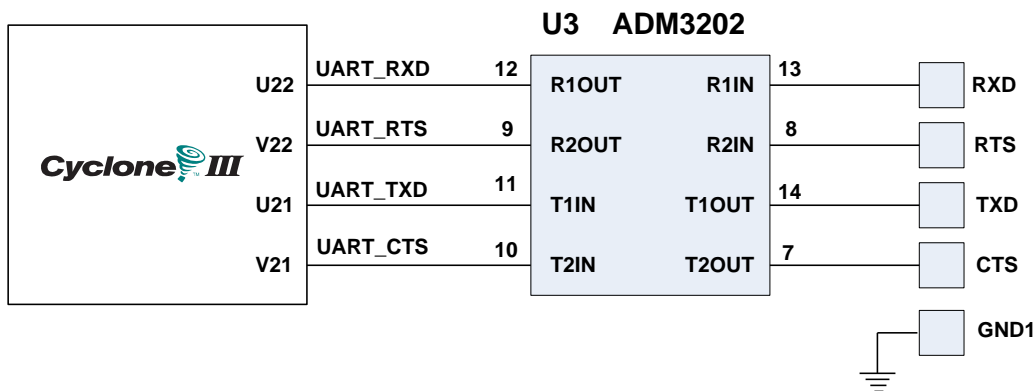 U3 ADM3202
UART_RXD 12 13
U22 R1OUT R1IN RXD
UART_RTS 9 8
V22 R2OUT R2IN RTS
Cyclone III
UART_TXD 11 14
U21 T1IN T1OUT TXD
UART_CTS 10 7
V21 T2IN T2OUT CTS
GND1